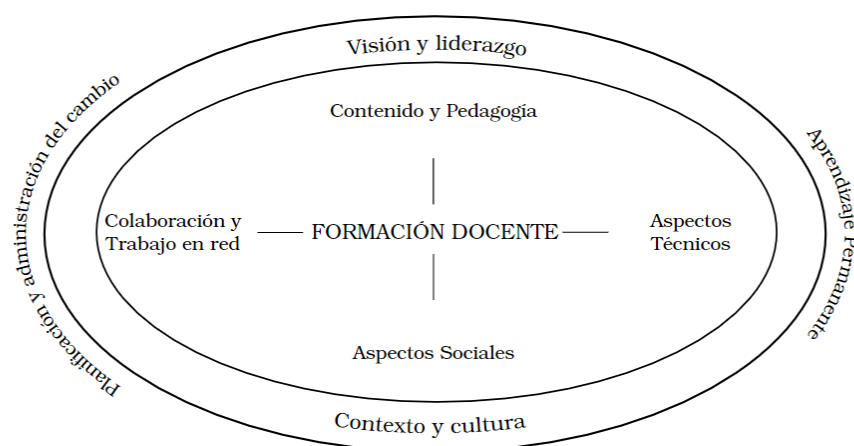 Visión y liderazgo
Contenido y Pedagogía
Planificación y administración del cambio
Colaboración y
Trabajo en red
FORMACIÓN DOCENTE
Aspectos
Técnicos
Aprendizaje Permanente
Aspectos Sociales
Contexto y cultura